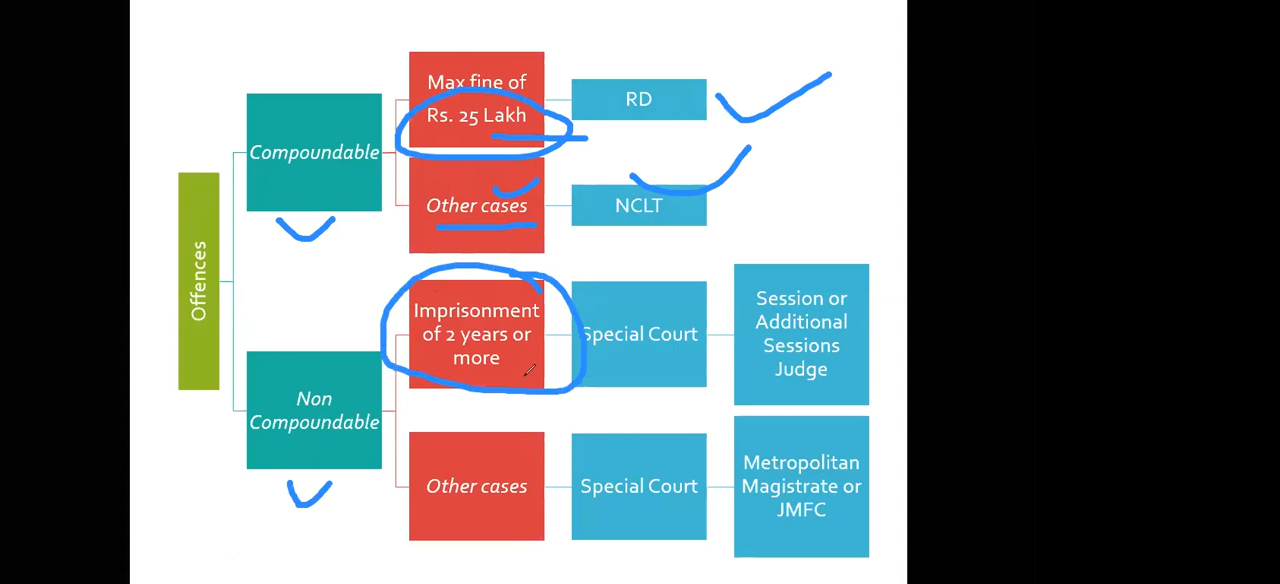 Offences
Compoundable
Max fine of
Rs. 25 Lakh
RD
Other cases
NCLT
Non
Compoundable
Imprisonment
of 2 years or
more
Special Court
Session or
Additional
Sessions
Judge
Other cases
Special Court
Metropolitan
Magistrate or
JMFC